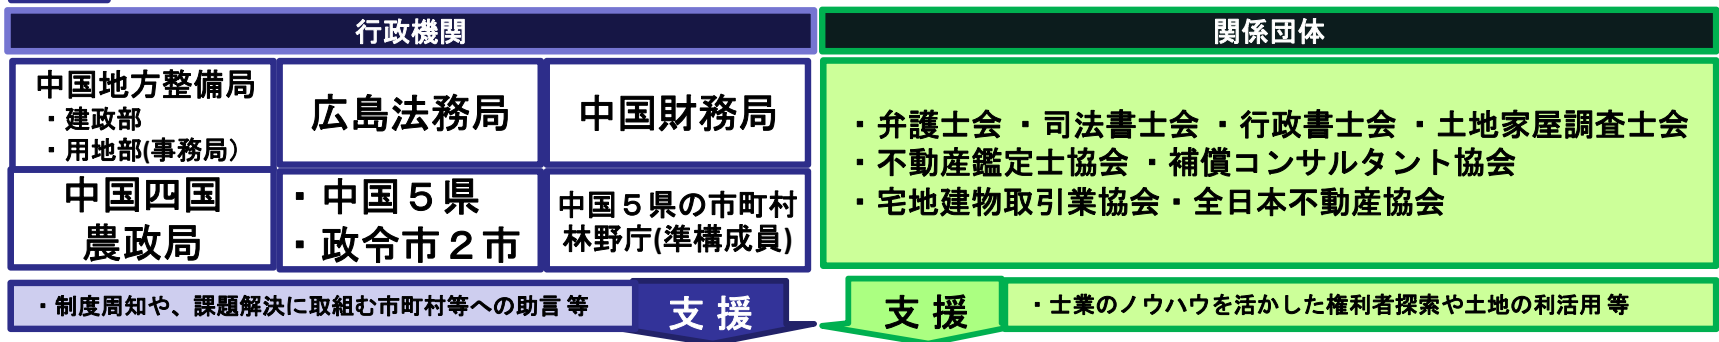 行政機関
中国地方整備局
・建政部
・用地部(事務局）
広島法務局
中国財務局
中国四国
農政局
・中国５県
・政令市２市
中国５県の市町村
林野庁(準構成員)
・制度周知や、課題解決に取組む市町村等への助言 等
支 援
関係団体
・弁護士会 ・司法書士会 ・行政書士会 ・土地家屋調査士会
・不動産鑑定士協会 ・補償コンサルタント協会
・宅地建物取引業協会・全日本不動産協会
支 援
・士業のノウハウを活かした権利者探索や土地の利活用 等